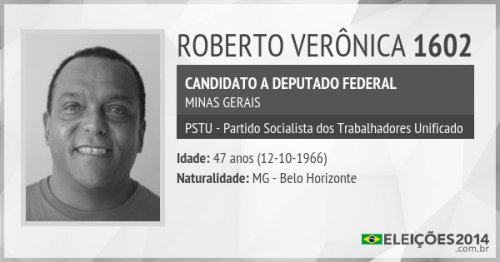 ROBERTO VERÔNICA 1602
CANDIDATO A DEPUTADO FEDERAL
MINAS GERAIS
PSTU - Partido Socialista dos Trabalhadores Unificado
Idade: 47 anos (12-10-1966)
Naturalidade: MG - Belo Horizonte
ELEIÇÕES2014
.com.br